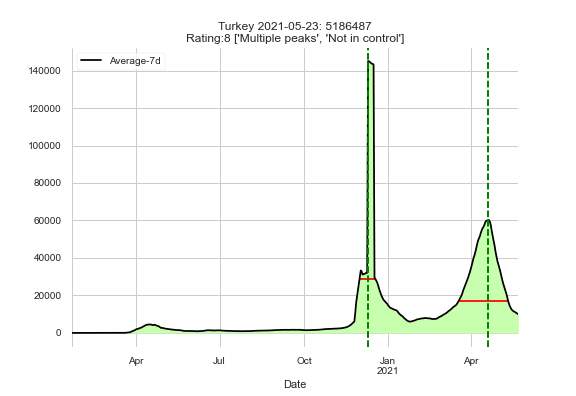 Turkey 2021-05-23: 5186487
Rating:8 ['Multiple peaks', 'Not in control']
Average-7d
140000
120000
100000
80000
60000
40000
20000
0
Apr
Jul
Oct
Jan
2021
Apr
Date